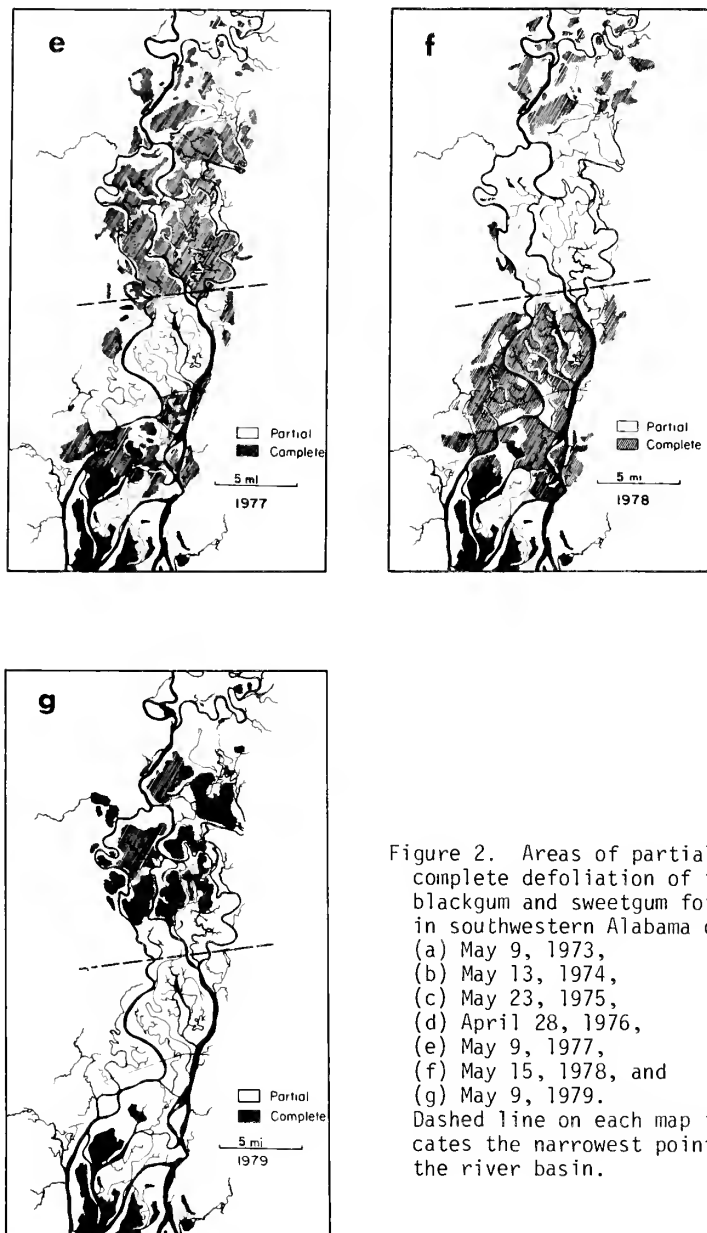 e
Partial
Complete
5 mi
1977
f
Partial
Complete
5 mi
1978
g
Partial
Complete
5 mi
1979
Figure 2. Areas of partial
complete defoliation of
blackgum and sweetgum fo
in southwestern Alabama
(a) May 9, 1973,
(b) May 13, 1974,
(c) May 23, 1975,
(d) April 28, 1976,
(e) May 9, 1977,
(f) May 15, 1978, and
(g) May 9, 1979.
Dashed line on each map
cates the narrowest point
the river basin.